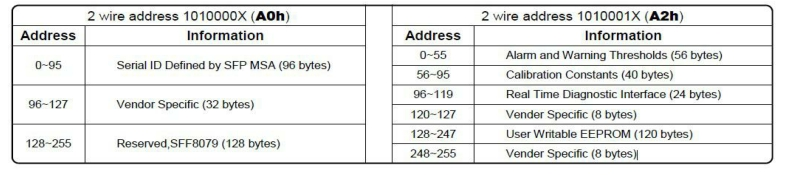 2 wire address 1010000X (A0h)
Address Information
0~95 Serial ID Defined by SFP MSA (96 bytes)
96~127 Vendor Specific (32 bytes)
128~255 Reserved,SFF8079 (128 bytes)
2 wire address 1010001X (A2h)
Address Information
0~55 Alarm and Warning Thresholds (56 bytes)
56~95 Calibration Constants (40 bytes)
96~119 Real Time Diagnostic Interface (24 bytes)
120~127 Vender Specific (8 bytes)
128~247 User Writable EEPROM (120 bytes)
248~255 Vender Specific (8 bytes)